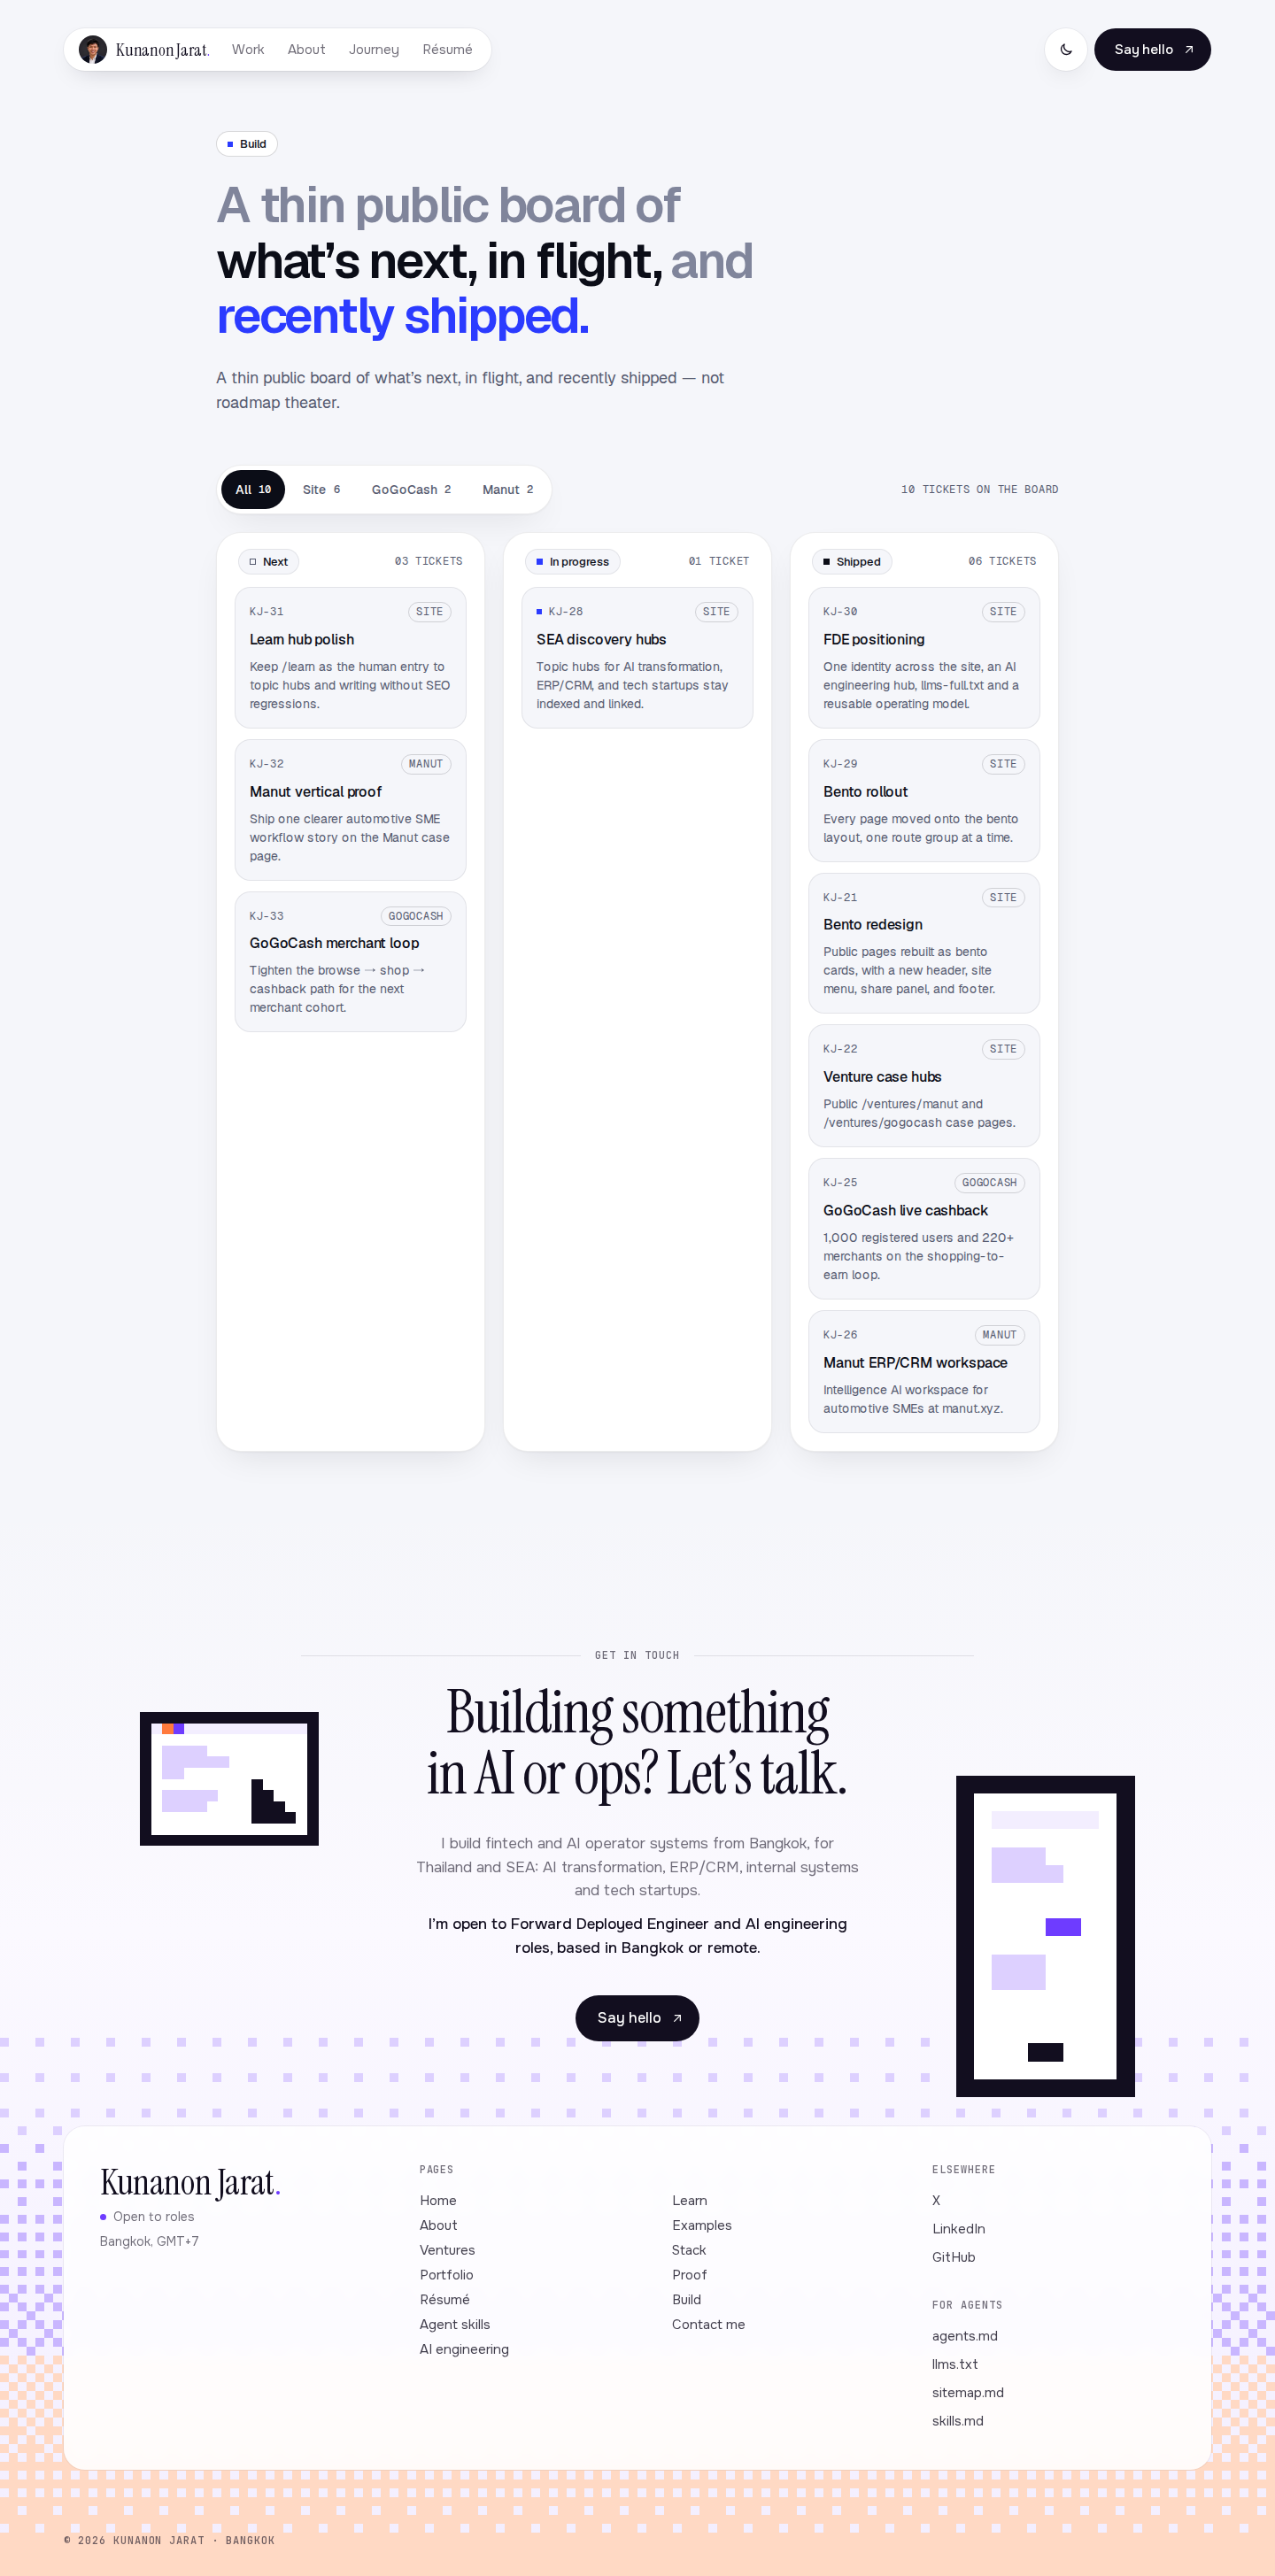 Kunanon Jarat.
Work
About
Journey
Résumé
Say hello
Build
A thin public board of
what’s next, in flight, and
recently shipped.
A thin public board of what’s next, in flight, and recently shipped — not
roadmap theater.
All 10
Site 6
GoGoCash 2
Manut 2
10 TICKETS ON THE BOARD
Next
03 TICKETS
KJ-31
SITE
Learn hub polish
Keep /learn as the human entry to
topic hubs and writing without SEO
regressions.
KJ-32
MANUT
Manut vertical proof
Ship one clearer automotive SME
workflow story on the Manut case
page.
KJ-33
GOGOCASH
GoGoCash merchant loop
Tighten the browse → shop →
cashback path for the next
merchant cohort.
In progress
01 TICKET
KJ-28
SITE
SEA discovery hubs
Topic hubs for AI transformation,
ERP/CRM, and tech startups stay
indexed and linked.
Shipped
06 TICKETS
KJ-30
SITE
FDE positioning
One identity across the site, an AI
engineering hub, llms-full.txt and a
reusable operating model.
KJ-29
SITE
Bento rollout
Every page moved onto the bento
layout, one route group at a time.
KJ-21
SITE
Bento redesign
Public pages rebuilt as bento
cards, with a new header, site
menu, share panel, and footer.
KJ-22
SITE
Venture case hubs
Public /ventures/manut and
/ventures/gogocash case pages.
KJ-25
GOGOCASH
GoGoCash live cashback
1,000 registered users and 220+
merchants on the shopping-to-
earn loop.
KJ-26
MANUT
Manut ERP/CRM workspace
Intelligence AI workspace for
automotive SMEs at manut.xyz.
GET IN TOUCH
Building something
in AI or ops? Let’s talk.
I build fintech and AI operator systems from Bangkok, for
Thailand and SEA: AI transformation, ERP/CRM, internal systems
and tech startups.
I’m open to Forward Deployed Engineer and AI engineering
roles, based in Bangkok or remote.
Say hello
Kunanon Jarat.
Open to roles
Bangkok, GMT+7
PAGES
Home
About
Ventures
Portfolio
Résumé
Agent skills
AI engineering
Learn
Examples
Stack
Proof
Build
Contact me
ELSEWHERE
X
LinkedIn
GitHub
FOR AGENTS
agents.md
llms.txt
sitemap.md
skills.md
© 2026 KUNANON JARAT · BANGKOK